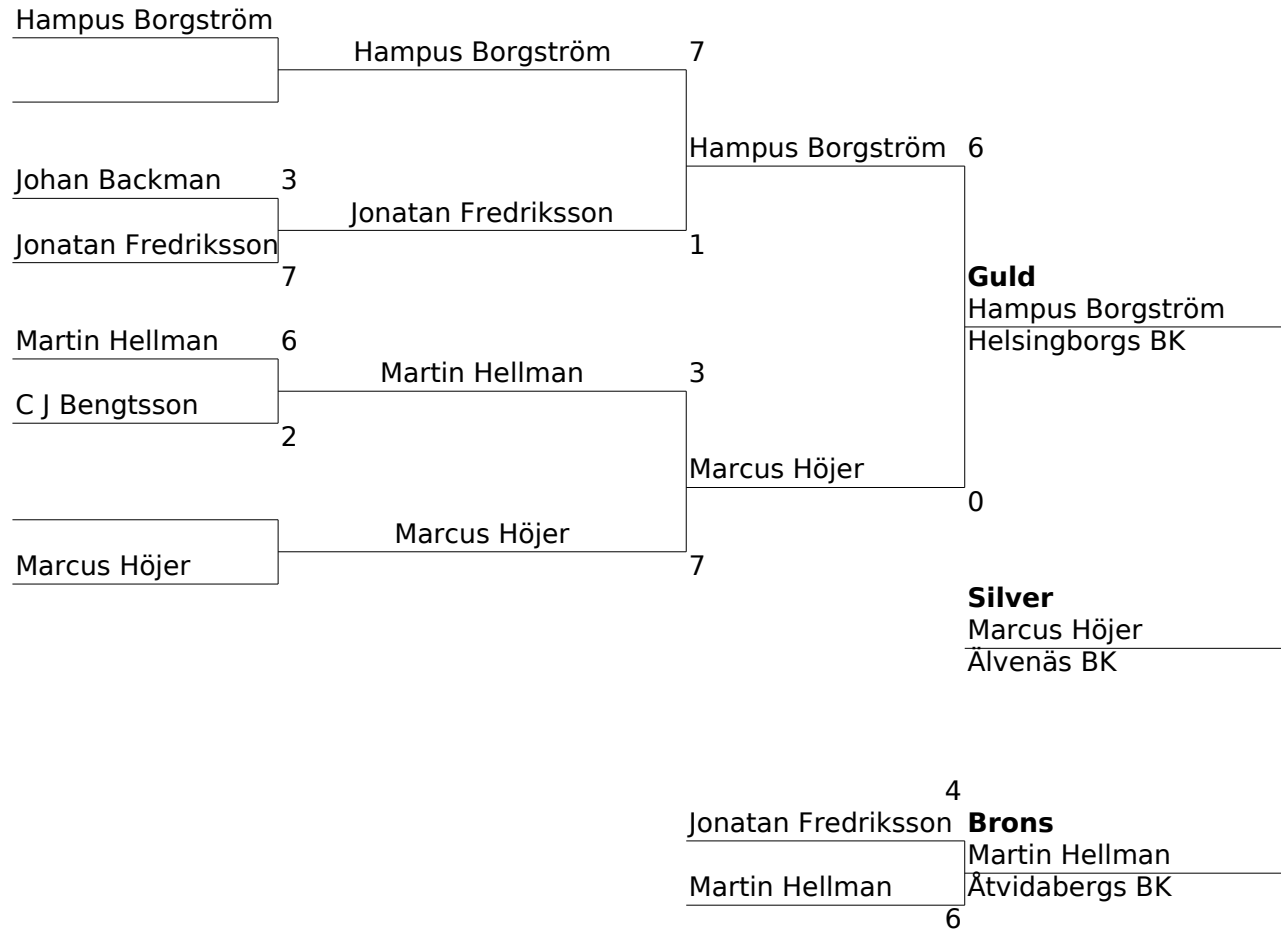 Hampus Borgström
Hampus Borgström 7
Hampus Borgström 6
Johan Backman 3
Jonatan Fredriksson
Jonatan Fredriksson 1
7
Guld
Hampus Borgström
Helsingborgs BK
Martin Hellman 6
Martin Hellman 3
C J Bengtsson
2
Marcus Höjer
0
Marcus Höjer
7
Marcus Höjer
Silver
Marcus Höjer
Älvenäs BK
4
Jonatan Fredriksson
Brons
Martin Hellman
Martin Hellman
Åtvidabergs BK
6